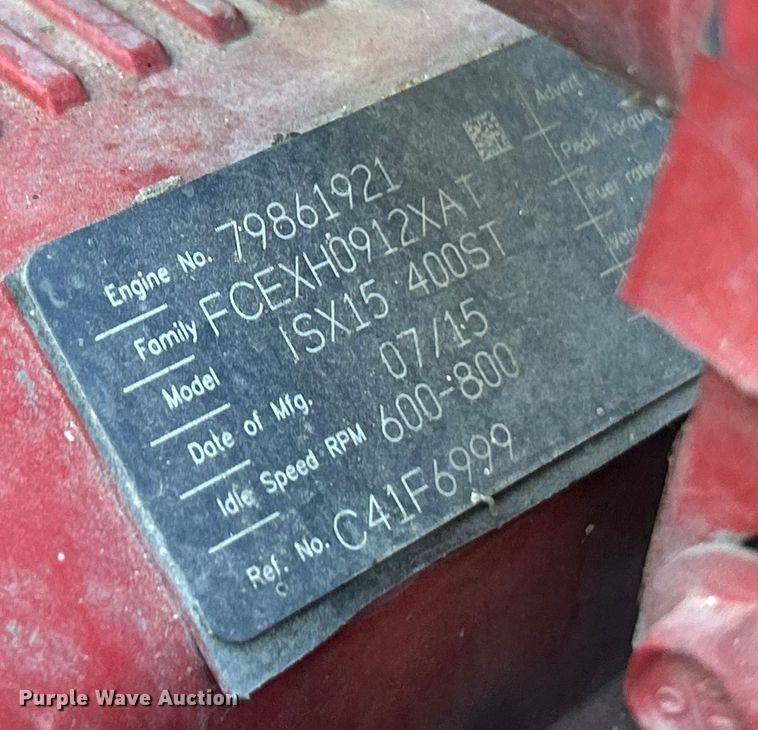 Engine No. 79861921
Family FCEXH0912XAT
Model ISX15 400ST
Date of Mfg. 07/15
Idle Speed RPM 600-800
Ref. No. C41F6999
Advert
Peak Torque
Fuel rate
Valve
Purple Wave Auction